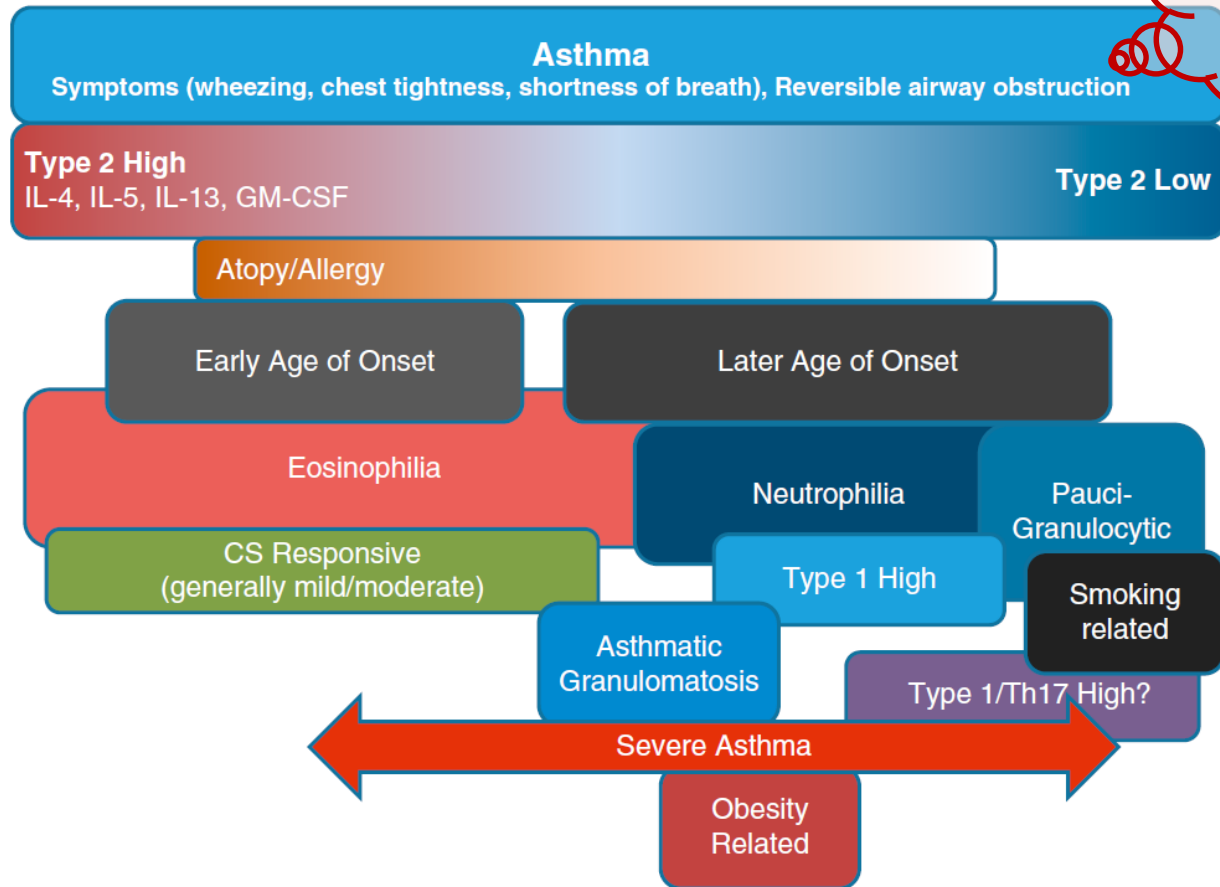 Asthma
Symptoms (wheezing, chest tightness, shortness of breath), Reversible airway obstruction
Type 2 High
IL-4, IL-5, IL-13, GM-CSF
Type 2 Low
Atopy/Allergy
Early Age of Onset
Later Age of Onset
Eosinophilia
Neutrophilia
Pauci-
Granulocytic
CS Responsive
(generally mild/moderate)
Type 1 High
Smoking
related
Asthmatic
Granulomatosis
Type 1/Th17 High?
Severe Asthma
Obesity
Related